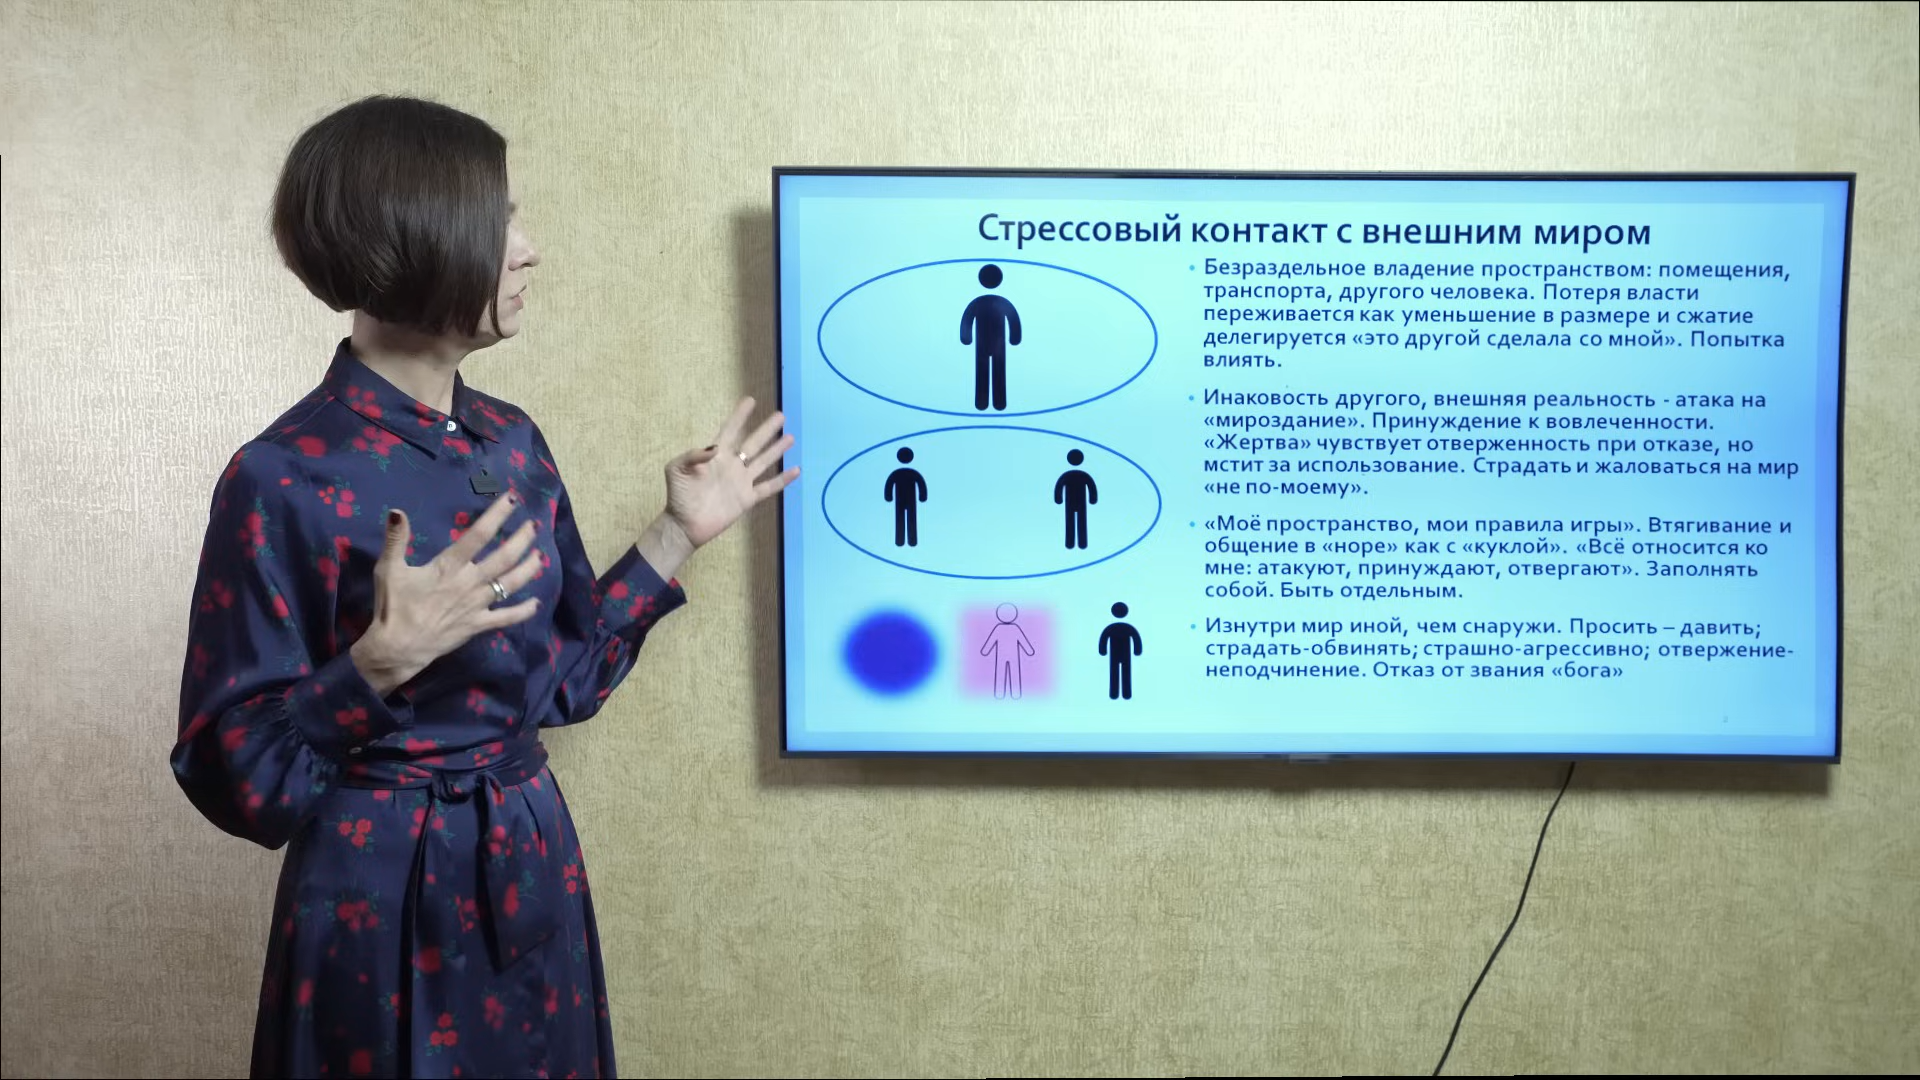 Стрессовый контакт с внешним миром
• Безраздельное владение пространством: помещения,
транспорта, другого человека. Потеря власти
переживается как уменьшение в размере и сжатие
делегируется «это другой сделала со мной». Попытка
влиять.
• Инаковость другого, внешняя реальность - атака на
«мироздание». Принуждение к вовлеченности.
«Жертва» чувствует отверженность при отказе, но
мстит за использование. Страдать и жаловаться на мир
«не по-моему».
• «Моё пространство, мои правила игры». Втягивание и
общение в «норе» как с «куклой». «Всё относится ко
мне: атакуют, принуждают, отвергают». Заполнять
собой. Быть отдельным.
• Изнутри мир иной, чем снаружи. Просить – давить;
страдать-обвинять; страшно-агрессивно; отвержение-
неподчинение. Отказ от звания «бога»